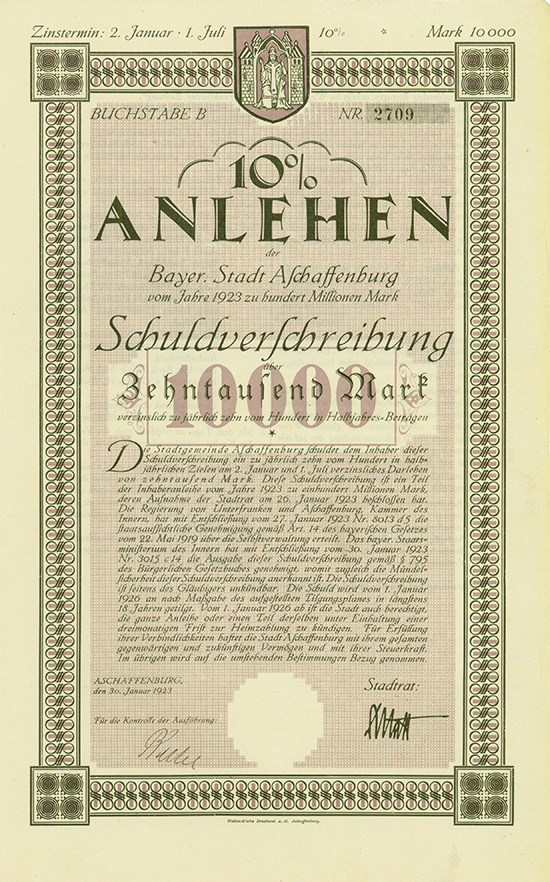 Zinstermin: 2. Januar · 1. Juli 10% * Mark 10000
BUCHSTABE B NR 2709
10%
ANLEHEN
der
Bayer. Stadt Aſchaffenburg
vom Jahre 1923 zu hundert Millionen Mark
Schuldverſchreibung
über
10000
Zehntauſend Mark
verzinslich zu jährlich zehn vom Hundert in Halbjahres-Beträgen
*
Die Stadtgemeinde Aſchaffenburg ſchuldet dem Inhaber dieſer
Schuldverſchreibung ein zu jährlich zehn vom Hundert in halb-
jährlichen Zielen am 2. Januar und 1. Juli verzinsliches Darlehen
von zehntauſend Mark. Dieſe Schuldverſchreibung iſt ein Teil
der Inhaberanleihe vom Jahre 1923 zu einhundert Millionen Mark,
deren Aufnahme der Stadtrat am 26. Januar 1923 beſchloſſen hat.
Die Regierung von Unterfranken und Aſchaffenburg, Kammer des
Innern, hat mit Entſchließung vom 27. Januar 1923 Nr. 8013 d 5 die
ſtaatsaufſichtliche Genehmigung gemäß Art. 14 des bayeriſchen Geſetzes
vom 22. Mai 1919 über die Selbſtverwaltung erteilt. Das bayer. Staats-
miniſterium des Innern hat mit Entſchließung vom 30. Januar 1923
Nr. 3015 c 14 die Ausgabe dieſer Schuldverſchreibung gemäß § 795
des Bürgerlichen Geſetzbuches genehmigt, womit zugleich die Mündel-
ſicherheit dieſer Schuldverſchreibung anerkannt iſt. Die Schuldverſchreibung
iſt ſeitens des Gläubigers unkündbar. Die Schuld wird vom 1. Januar
1926 an nach Maßgabe des aufgeſtellten Tilgungsplanes in längſtens
18 Jahren getilgt. Vom 1. Januar 1926 ab iſt die Stadt auch berechtigt,
die ganze Anleihe oder einen Teil derſelben unter Einhaltung einer
dreimonatigen Friſt zur Heimzahlung zu kündigen. Für Erfüllung
ihrer Verbindlichkeiten haftet die Stadt Aſchaffenburg mit ihrem geſamten
gegenwärtigen und zukünftigen Vermögen und mit ihrer Steuerkraft.
Im übrigen wird auf die umſtehenden Beſtimmungen Bezug genommen.
ASCHAFFENBURG,
den 30. Januar 1923
Stadtrat:
Für die Kontrolle der Ausführung:
Druckerei A.-G. Aschaffenburg.